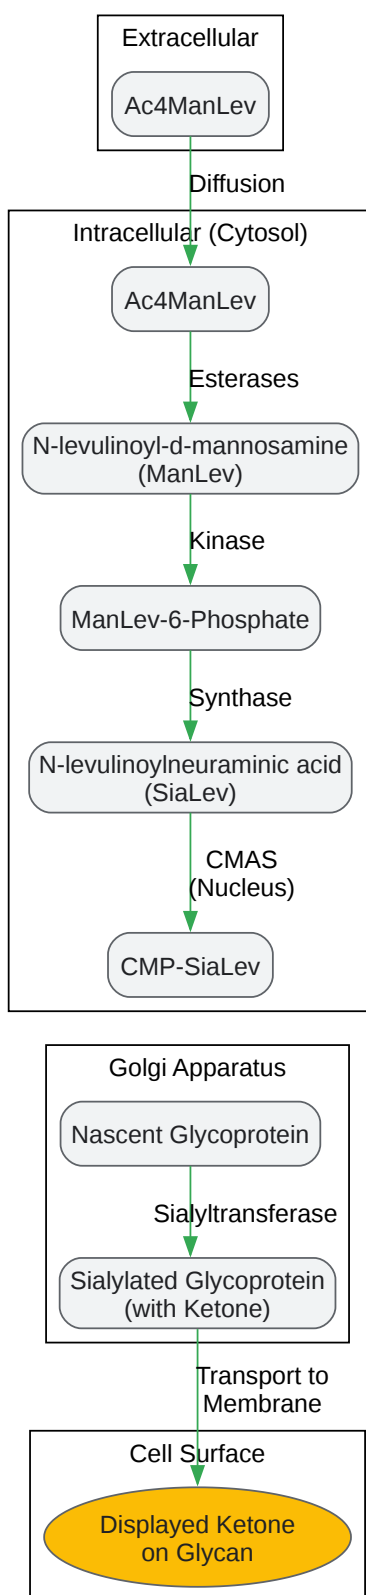 Extracellular
Ac4ManLev
Diffusion
Intracellular (Cytosol)
Ac4ManLev
Esterases
N-levulinoyl-d-mannosamine
(ManLev)
Kinase
ManLev-6-Phosphate
Synthase
N-levulinoylneuraminic acid
(SiaLev)
CMAS
(Nucleus)
CMP-SiaLev
Golgi Apparatus
Nascent Glycoprotein
Sialyltransferase
Sialylated Glycoprotein
(with Ketone)
Transport to
Membrane
Cell Surface
Displayed Ketone
on Glycan